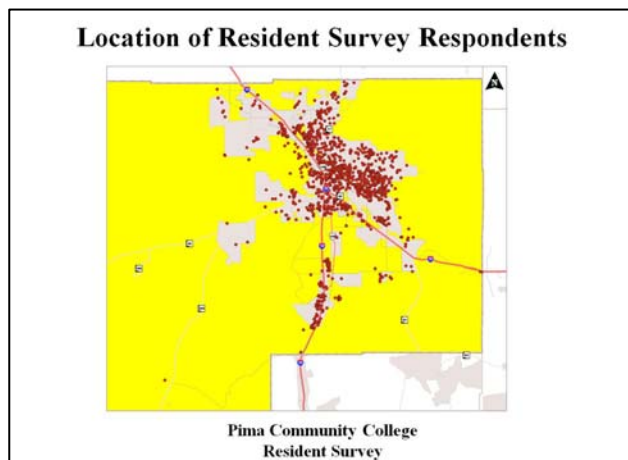 Location of Resident Survey Respondents
N
Pima Community College
Resident Survey